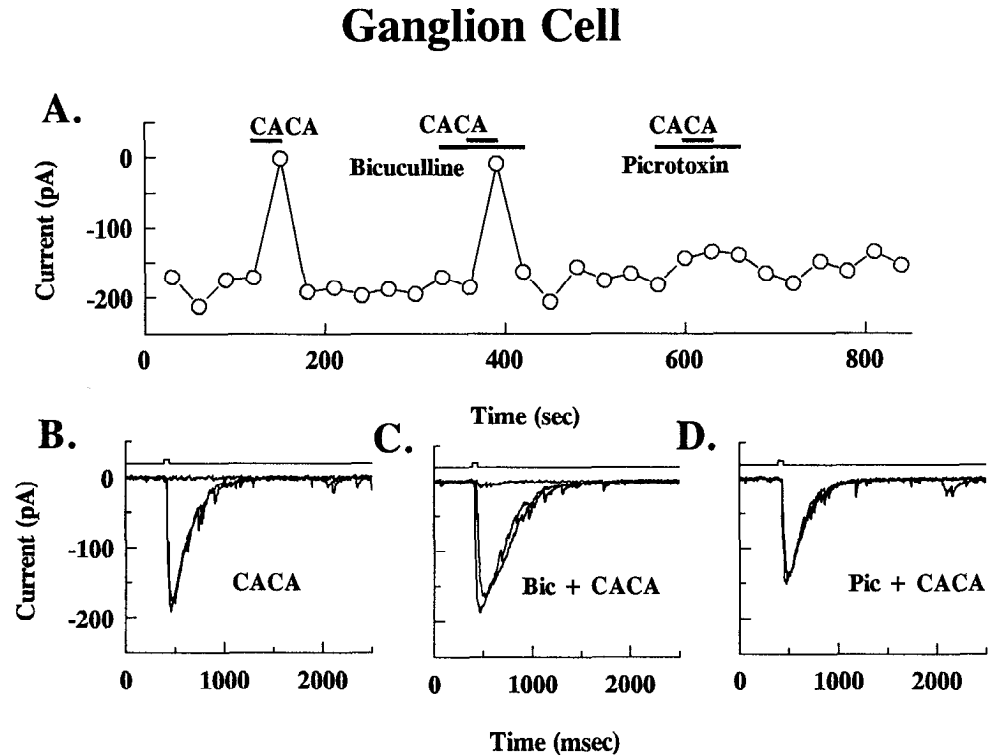 Ganglion Cell
A.
CACA
CACA
CACA
Bicuculline
Picrotoxin
Current (pA)
0
-100
-200
0
200
400
600
800
Time (sec)
B.
C.
D.
Current (pA)
0
-100
-200
CACA
Bic + CACA
Pic + CACA
0
1000
2000
0
1000
2000
0
1000
2000
Time (msec)